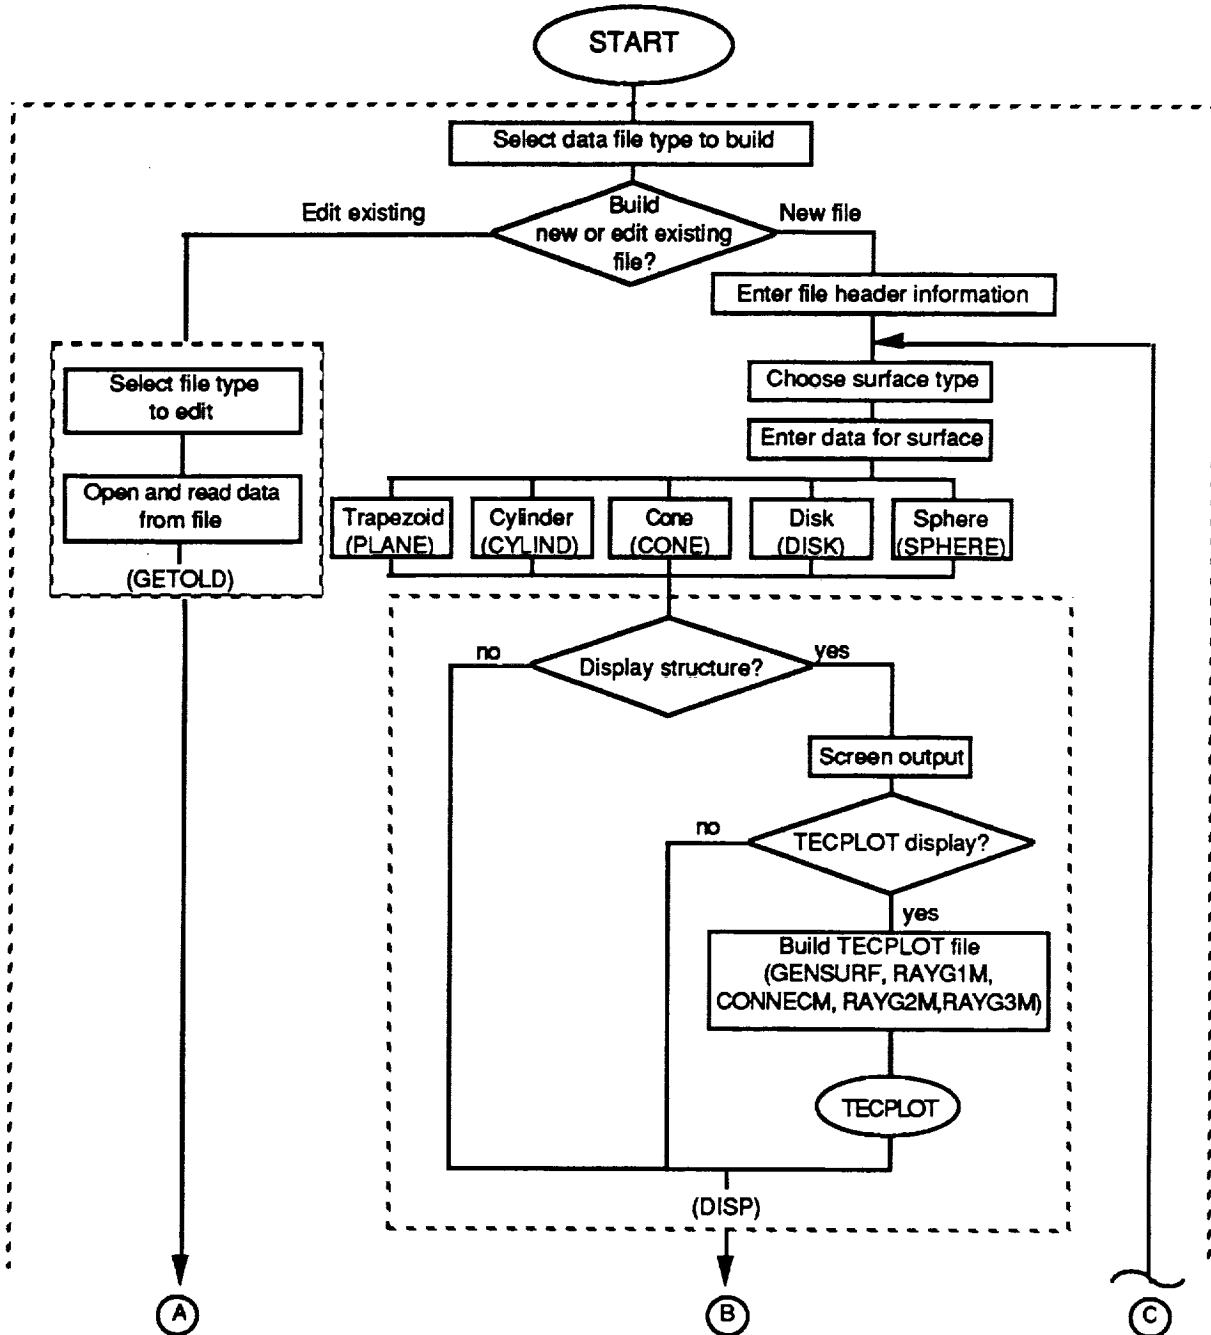 START
Select data file type to build
Edit existing
Build
new or edit existing
file?
New file
Enter file header information
Select file type
to edit
Choose surface type
Enter data for surface
Open and read data
from file
(GETOLD)
Trapezoid
(PLANE)
Cylinder
(CYLIND)
Cone
(CONE)
Disk
(DISK)
Sphere
(SPHERE)
no
Display structure?
yes
Screen output
no
TECPLOT display?
yes
Build TECPLOT file
(GENSURF, RAYG1M,
CONNECM, RAYG2M,RAYG3M)
TECPLOT
(DISP)
A
B
C